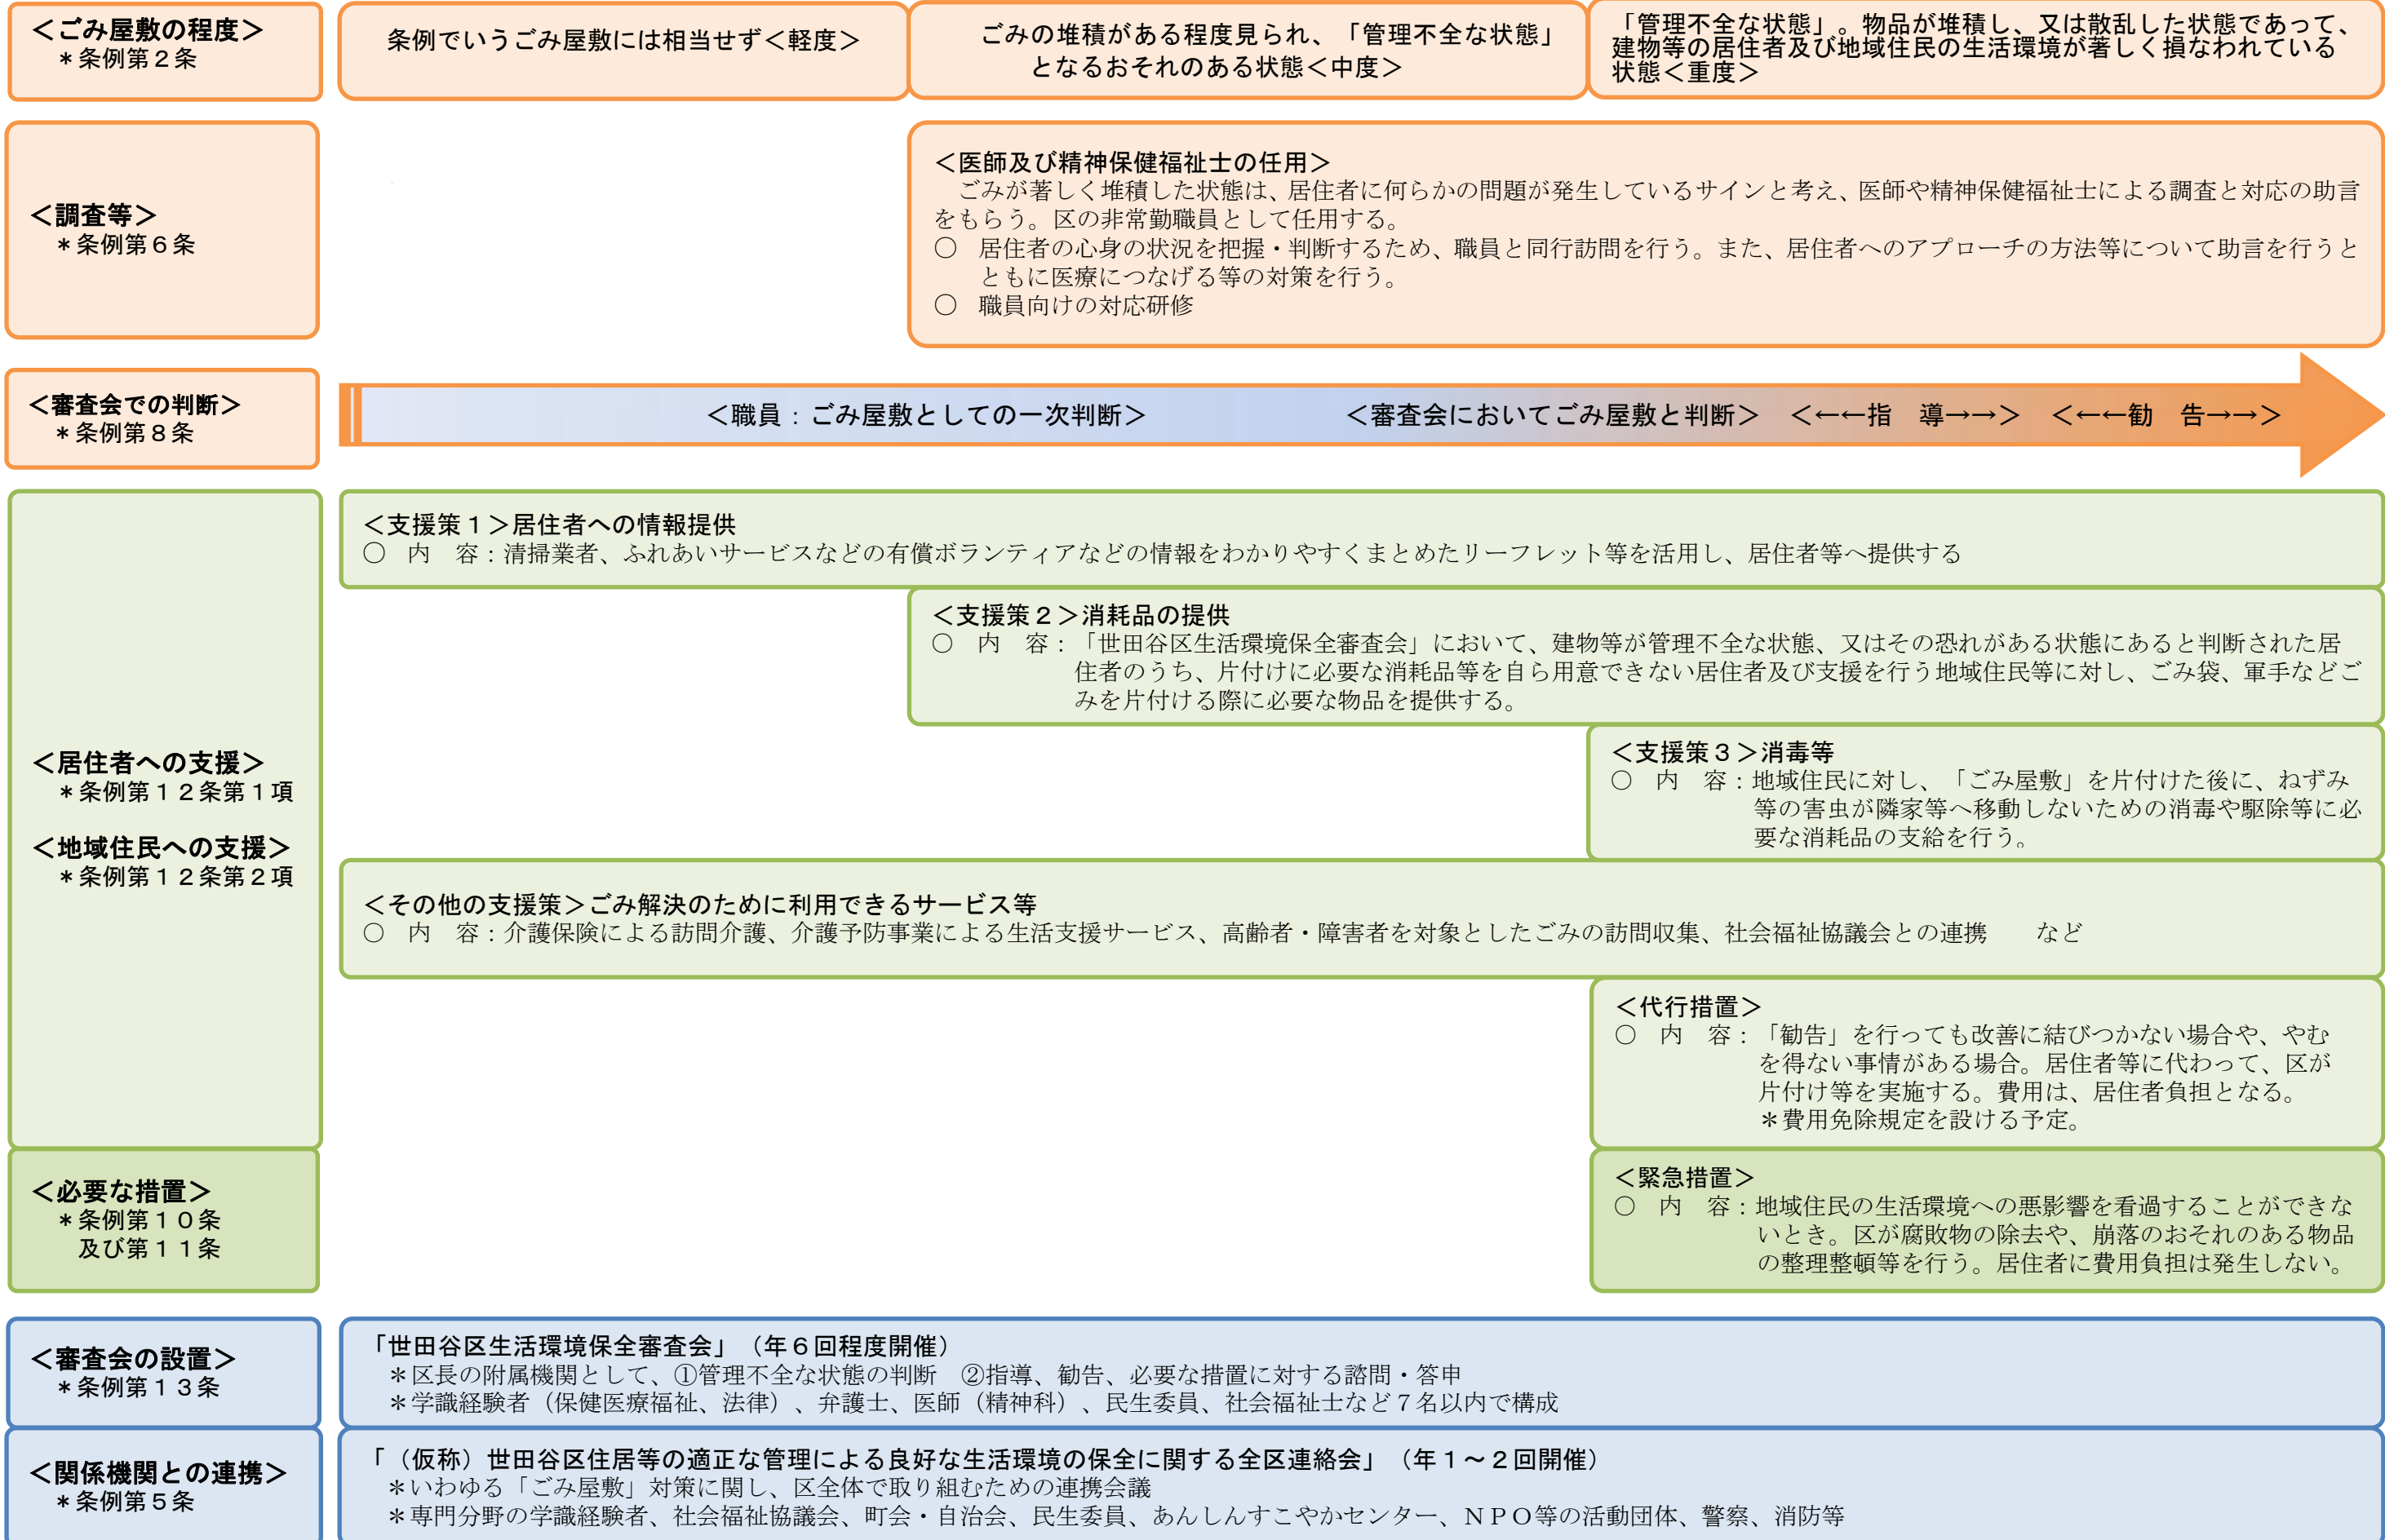 ＜ごみ屋敷の程度＞
＊条例第２条
条例でいうごみ屋敷には相当せず＜軽度＞
ごみの堆積がある程度見られ、「管理不全な状態」
となるおそれのある状態＜中度＞
「管理不全な状態」。物品が堆積し、又は散乱した状態であって、
建物等の居住者及び地域住民の生活環境が著しく損なわれている
状態＜重度＞
＜調査等＞
＊条例第６条
＜医師及び精神保健福祉士の任用＞
ごみが著しく堆積した状態は、居住者に何らかの問題が発生しているサインと考え、医師や精神保健福祉士による調査と対応の助言
をもらう。区の非常勤職員として任用する。
○　居住者の心身の状況を把握・判断するため、職員と同行訪問を行う。また、居住者へのアプローチの方法等について助言を行うと
ともに医療につなげる等の対策を行う。
○　職員向けの対応研修
＜審査会での判断＞
＊条例第８条
＜職員：ごみ屋敷としての一次判断＞　＜審査会においてごみ屋敷と判断＞　＜←←指　導→→＞　＜←←勧　告→→＞
＜居住者への支援＞
＊条例第１２条第１項
＜地域住民への支援＞
＊条例第１２条第２項
＜支援策１＞居住者への情報提供
○　内　容：清掃業者、ふれあいサービスなどの有償ボランティアなどの情報をわかりやすくまとめたリーフレット等を活用し、居住者等へ提供する
＜支援策２＞消耗品の提供
○　内　容：「世田谷区生活環境保全審査会」において、建物等が管理不全な状態、又はその恐れがある状態にあると判断された居
住者のうち、片付けに必要な消耗品等を自ら用意できない居住者及び支援を行う地域住民等に対し、ごみ袋、軍手などご
みを片付ける際に必要な物品を提供する。
＜支援策３＞消毒等
○　内　容：地域住民に対し、「ごみ屋敷」を片付けた後に、ねずみ
等の害虫が隣家等へ移動しないための消毒や駆除等に必
要な消耗品の支給を行う。
＜その他の支援策＞ごみ解決のために利用できるサービス等
○　内　容：介護保険による訪問介護、介護予防事業による生活支援サービス、高齢者・障害者を対象としたごみの訪問収集、社会福祉協議会との連携　　など
＜代行措置＞
○　内　容：「勧告」を行っても改善に結びつかない場合や、やむ
を得ない事情がある場合。居住者等に代わって、区が
片付け等を実施する。費用は、居住者負担となる。
＊費用免除規定を設ける予定。
＜必要な措置＞
＊条例第１０条
及び第１１条
＜緊急措置＞
○　内　容：地域住民の生活環境への悪影響を看過することができな
いとき。区が腐敗物の除去や、崩落のおそれのある物品
の整理整頓等を行う。居住者に費用負担は発生しない。
＜審査会の設置＞
＊条例第１３条
「世田谷区生活環境保全審査会」（年６回程度開催）
＊区長の附属機関として、①管理不全な状態の判断　②指導、勧告、必要な措置に対する諮問・答申
＊学識経験者（保健医療福祉、法律）、弁護士、医師（精神科）、民生委員、社会福祉士など７名以内で構成
＜関係機関との連携＞
＊条例第５条
「（仮称）世田谷区住居等の適正な管理による良好な生活環境の保全に関する全区連絡会」（年１～２回開催）
＊いわゆる「ごみ屋敷」対策に関し、区全体で取り組むための連携会議
＊専門分野の学識経験者、社会福祉協議会、町会・自治会、民生委員、あんしんすこやかセンター、ＮＰＯ等の活動団体、警察、消防等